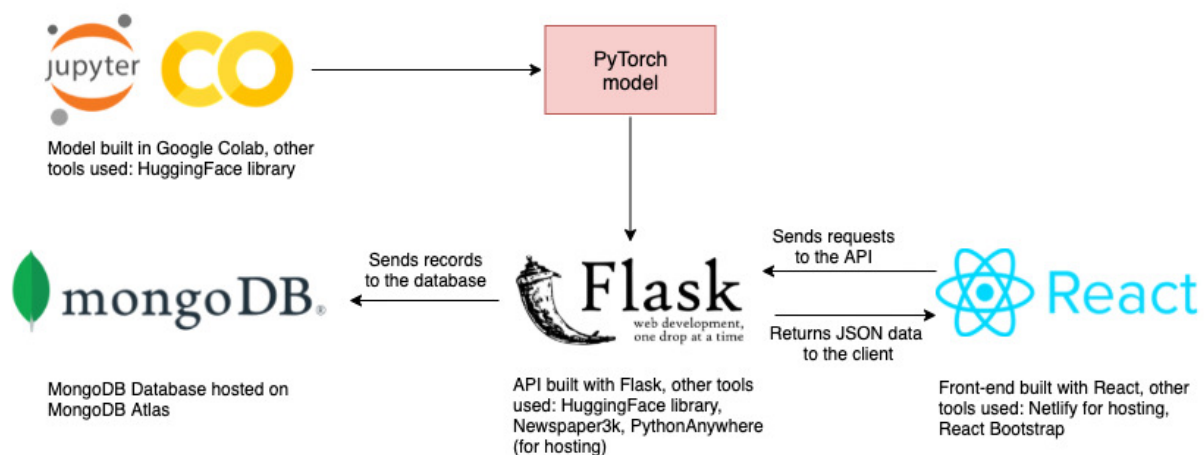 jupyter
CO
PyTorch
model
Model built in Google Colab, other
tools used: HuggingFace library
Sends records
to the database
Sends requests
to the API
mongoDB®
Flask
web development,
one drop at a time
React
Returns JSON data
to the client
MongoDB Database hosted on
MongoDB Atlas
API built with Flask, other tools
used: HuggingFace library,
Newspaper3k, PythonAnywhere
(for hosting)
Front-end built with React, other
tools used: Netlify for hosting,
React Bootstrap